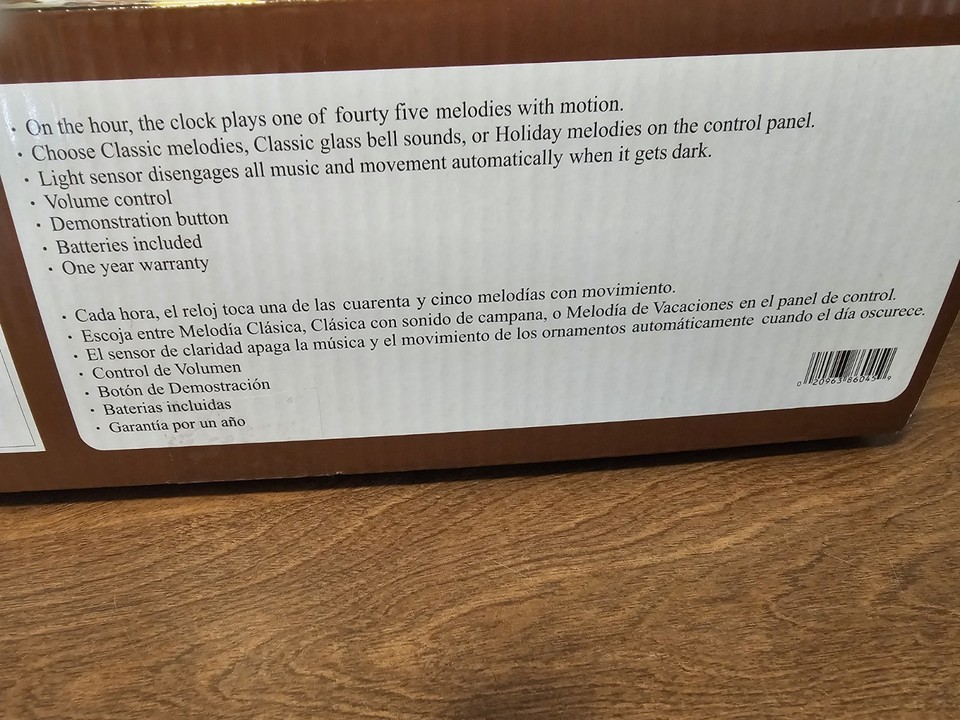 · On the hour, the clock plays one of fourty five melodies with motion.
· Choose Classic melodies, Classic glass bell sounds, or Holiday melodies on the control panel.
· Light sensor disengages all music and movement automatically when it gets dark.
· Volume control
· Demonstration button
· Batteries included
· One year warranty
· Cada hora, el reloj toca una de las cuarenta y cinco melodías con movimiento.
· Escoja entre Melodía Clásica, Clásica con sonido de campana, o Melodía de Vacaciones en el panel de control.
· El sensor de claridad apaga la música y el movimiento de los ornamentos automáticamente cuando el día oscurece.
· Control de Volumen
· Botón de Demostración
· Baterias incluidas
· Garantía por un año
0 20963 86045 9